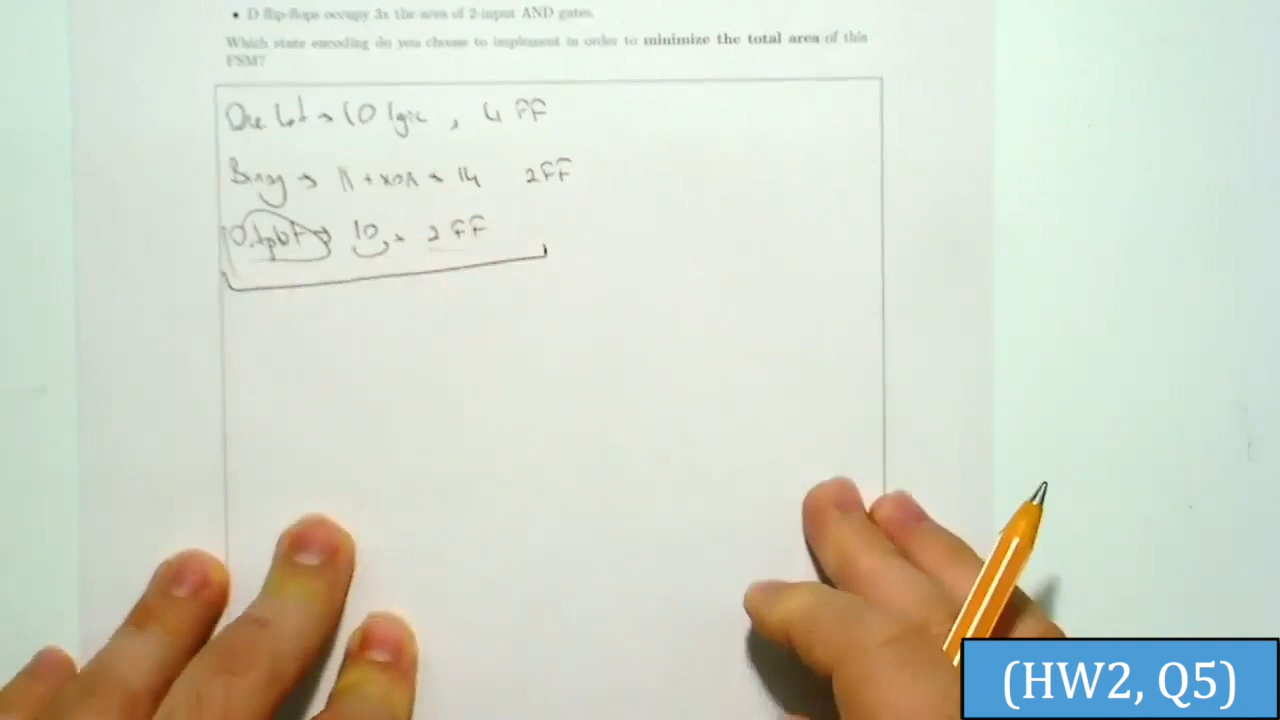 • D flip-flops occupy 3x the area of 2-input AND gates.
Which state encoding do you choose to implement in order to minimize the total area of this
FSM?
One hot → 10 logic, 4 FF
Binary → 11 + XOR → 14 2FF
Output → 10, 2 FF
(HW2, Q5)